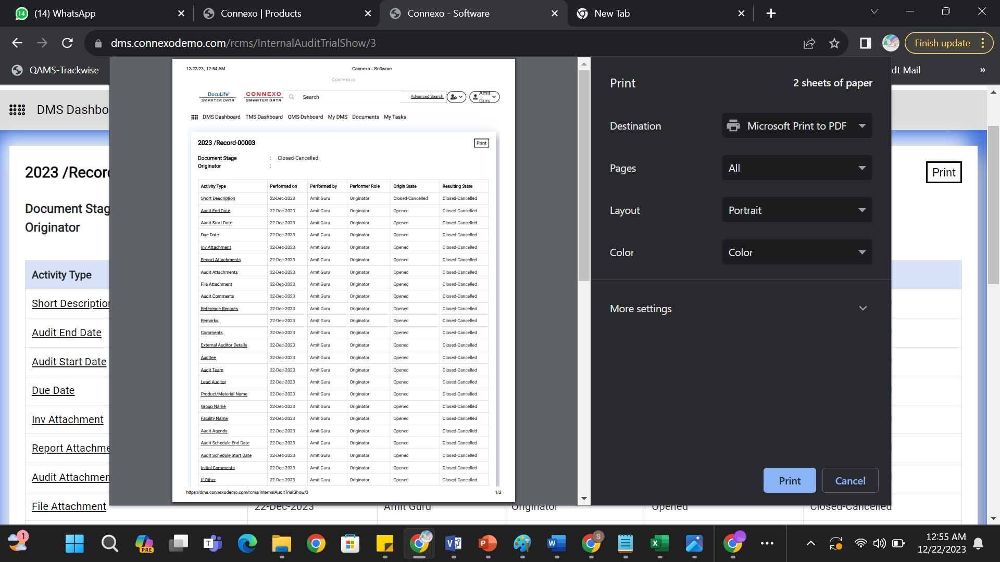 (14) WhatsApp
Connexo | Products
Connexo - Software
New Tab
dms.connexodemo.com/rcms/InternalAuditTrialShow/3
Finish update
QAMS-Trackwise
dt Mail
»
DMS Dashbo
2023 /Record
Print
Document Stag
Originator
Activity Type
Short Description
Audit End Date
Audit Start Date
Due Date
Inv Attachment
Report Attachme
Audit Attachmen
File Attachment 22-Dec-2023 Amit Guru Originator Opened Closed-Cancelled
12/22/23, 12:54 AM Connexo - Software
Connexo.io
DocuLife™
SMARTER DATA
CONNEXO
SMARTER DATA
Search
Advanced Search
Amit Guru
DMS Dashboard TMS Dashboard QMS-Dshboard My DMS Documents My Tasks
2023 /Record-00003
Print
Document Stage : Closed-Cancelled
Originator :
Activity Type Performed on Performed by Performer Role Origin State Resulting State
Short Description 22-Dec-2023 Amit Guru Originator Closed-Cancelled Closed-Cancelled
Audit End Date 22-Dec-2023 Amit Guru Originator Opened Closed-Cancelled
Audit Start Date 22-Dec-2023 Amit Guru Originator Opened Closed-Cancelled
Due Date 22-Dec-2023 Amit Guru Originator Opened Closed-Cancelled
Inv Attachment 22-Dec-2023 Amit Guru Originator Opened Closed-Cancelled
Report Attachments 22-Dec-2023 Amit Guru Originator Opened Closed-Cancelled
Audit Attachments 22-Dec-2023 Amit Guru Originator Opened Closed-Cancelled
File Attachment 22-Dec-2023 Amit Guru Originator Opened Closed-Cancelled
Audit Comments 22-Dec-2023 Amit Guru Originator Opened Closed-Cancelled
Reference Recores 22-Dec-2023 Amit Guru Originator Opened Closed-Cancelled
Remarks 22-Dec-2023 Amit Guru Originator Opened Closed-Cancelled
Comments 22-Dec-2023 Amit Guru Originator Opened Closed-Cancelled
External Auditor Details 22-Dec-2023 Amit Guru Originator Opened Closed-Cancelled
Auditee 22-Dec-2023 Amit Guru Originator Opened Closed-Cancelled
Audit Team 22-Dec-2023 Amit Guru Originator Opened Closed-Cancelled
Lead Auditor 22-Dec-2023 Amit Guru Originator Opened Closed-Cancelled
Product/Material Name 22-Dec-2023 Amit Guru Originator Opened Closed-Cancelled
Group Name 22-Dec-2023 Amit Guru Originator Opened Closed-Cancelled
Facility Name 22-Dec-2023 Amit Guru Originator Opened Closed-Cancelled
Audit Agenda 22-Dec-2023 Amit Guru Originator Opened Closed-Cancelled
Audit Schedule End Date 22-Dec-2023 Amit Guru Originator Opened Closed-Cancelled
Audit Schedule Start Date 22-Dec-2023 Amit Guru Originator Opened Closed-Cancelled
Initial Comments 22-Dec-2023 Amit Guru Originator Opened Closed-Cancelled
If Other 22-Dec-2023 Amit Guru Originator Opened Closed-Cancelled
https://dms.connexodemo.com/rcms/InternalAuditTrialShow/3 1/2
Print 2 sheets of paper
Destination Microsoft Print to PDF
Pages All
Layout Portrait
Color Color
More settings
Print Cancel
1
PRE
S
12:55 AM
12/22/2023